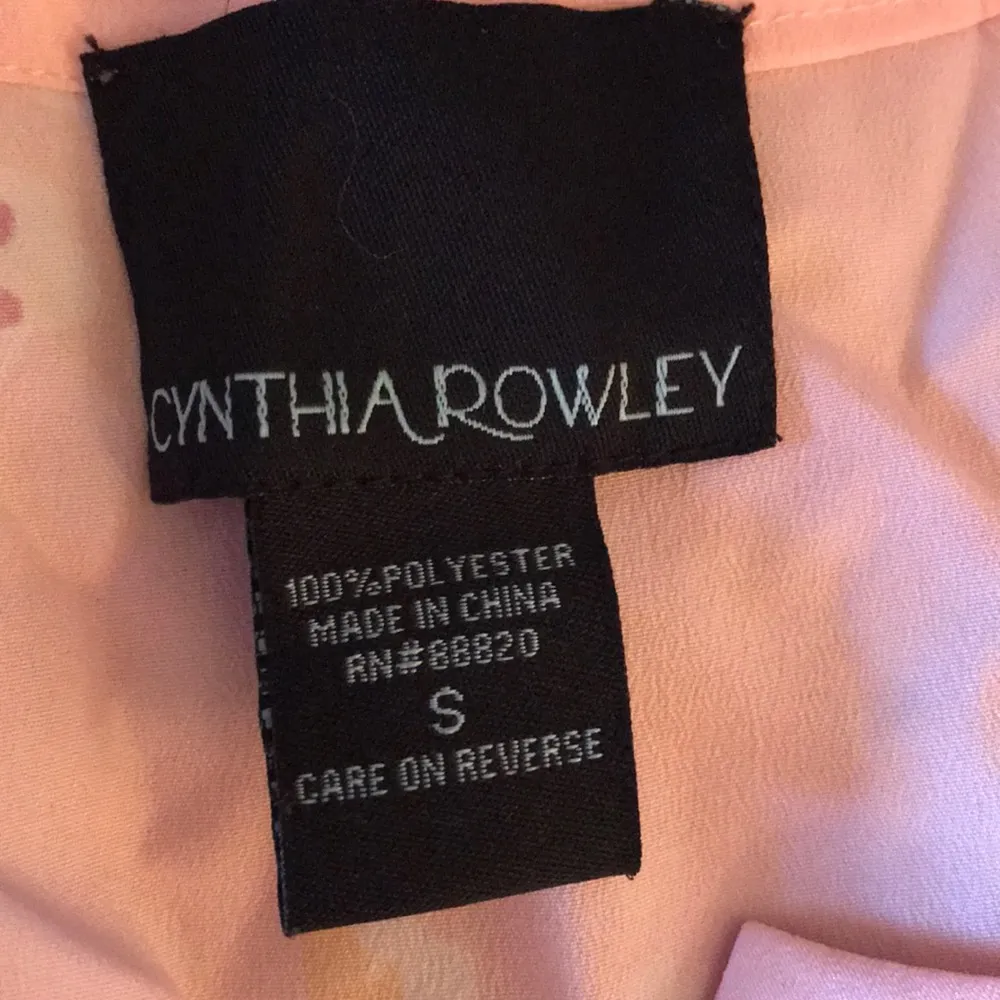 CYNTHIA ROWLEY
100% POLYESTER
MADE IN CHINA
RN#88820
S
CARE ON REVERSE